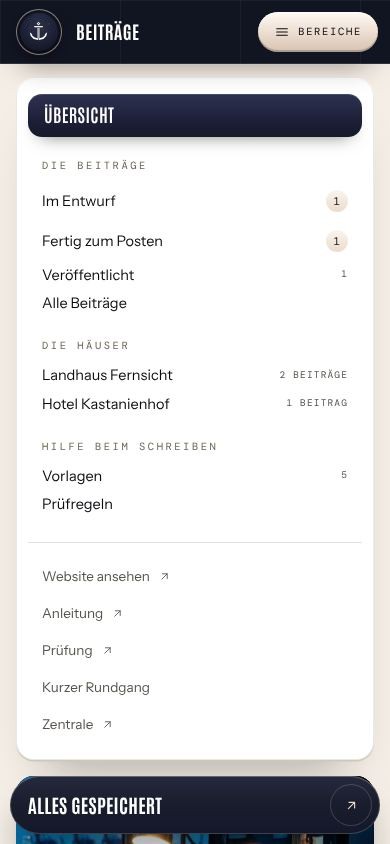 BEITRÄGE
BEREICHE
ÜBERSICHT
DIE BEITRÄGE
Im Entwurf 1
Fertig zum Posten 1
Veröffentlicht 1
Alle Beiträge
DIE HÄUSER
Landhaus Fernsicht 2 BEITRÄGE
Hotel Kastanienhof 1 BEITRAG
HILFE BEIM SCHREIBEN
Vorlagen 5
Prüfregeln
Website ansehen ↗
Anleitung ↗
Prüfung ↗
Kurzer Rundgang
Zentrale ↗
ALLES GESPEICHERT ↗